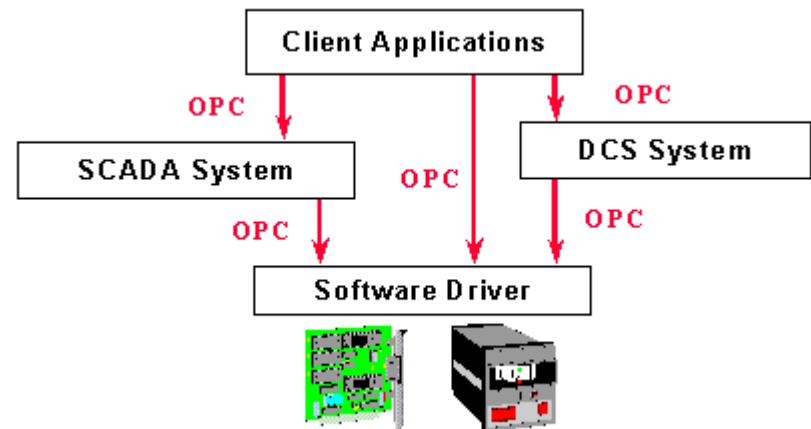 Client Applications
OPC
OPC
SCADA System
DCS System
OPC
OPC
OPC
Software Driver